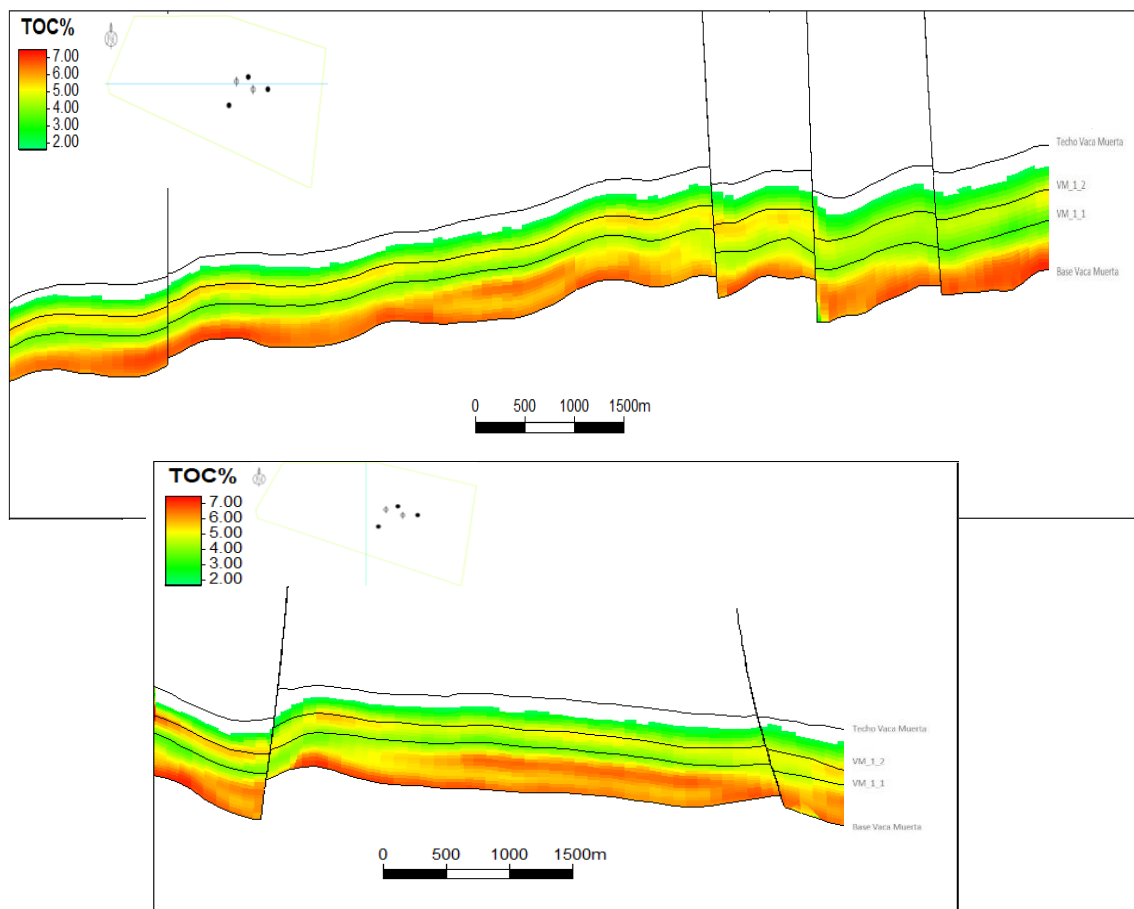 TOC%
7.00
6.00
5.00
4.00
3.00
2.00
Techo Vaca Muerta
VM_1_2
VM_1_1
Base Vaca Muerta
0 500 1000 1500m
TOC%
7.00
6.00
5.00
4.00
3.00
2.00
Techo Vaca Muerta
VM_1_2
VM_1_1
Base Vaca Muerta
0 500 1000 1500m